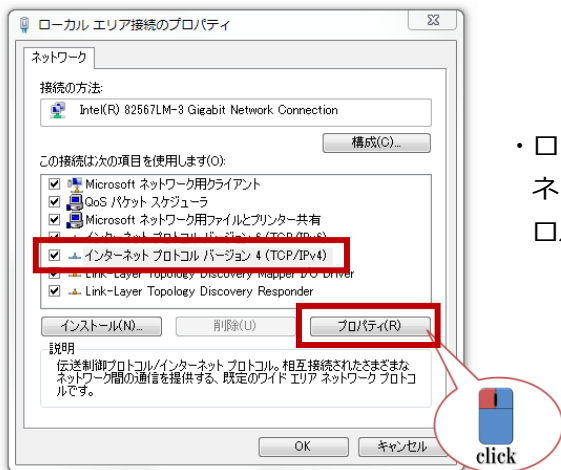 ローカル エリア接続のプロパティ
ネットワーク
接続の方法:
Intel(R) 82567LM-3 Gigabit Network Connection
構成(C)...
この接続は次の項目を使用します(O):
Microsoft ネットワーク用クライアント
QoS パケット スケジューラ
Microsoft ネットワーク用ファイルとプリンター共有
インターネット プロトコル バージョン 6 (TCP/IPv6)
インターネット プロトコル バージョン 4 (TCP/IPv4)
Link-Layer Topology Discovery Mapper I/O Driver
Link-Layer Topology Discovery Responder
インストール(N)...
削除(U)
プロパティ(R)
説明
伝送制御プロトコル/インターネット プロトコル。相互接続されたさまざまな
ネットワーク間の通信を提供する、既定のワイド エリア ネットワーク プロトコ
ルです。
OK
キャンセル
click
・ロ
ネ